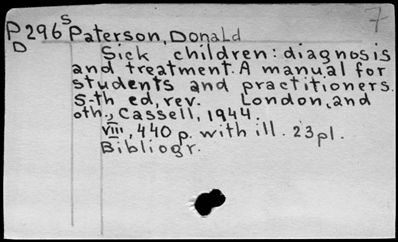 7
P296 S Paterson, Donald
D
Sick children: diagnosis
and treatment. A manual for
students and practitioners.
5-th ed, rev. London, and
oth., Cassell, 1944.
VIII, 440 p. with ill. 23 pl.
Bibliogr.